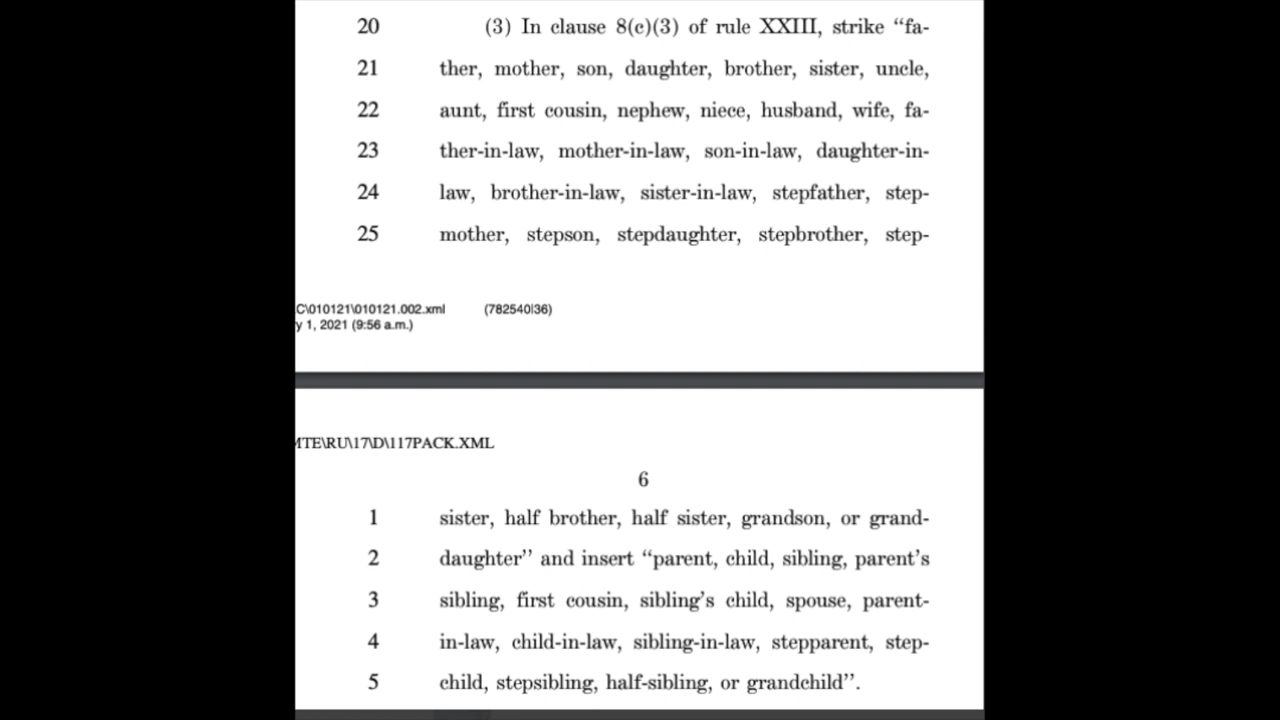 20 (3) In clause 8(c)(3) of rule XXIII, strike “fa-
21 ther, mother, son, daughter, brother, sister, uncle,
22 aunt, first cousin, nephew, niece, husband, wife, fa-
23 ther-in-law, mother-in-law, son-in-law, daughter-in-
24 law, brother-in-law, sister-in-law, stepfather, step-
25 mother, stepson, stepdaughter, stepbrother, step-
C\010121\010121.002.xml (782540|36)
y 1, 2021 (9:56 a.m.)
MTE\RU\17\D\117PACK.XML
6
1 sister, half brother, half sister, grandson, or grand-
2 daughter’’ and insert “parent, child, sibling, parent’s
3 sibling, first cousin, sibling’s child, spouse, parent-
4 in-law, child-in-law, sibling-in-law, stepparent, step-
5 child, stepsibling, half-sibling, or grandchild’’.